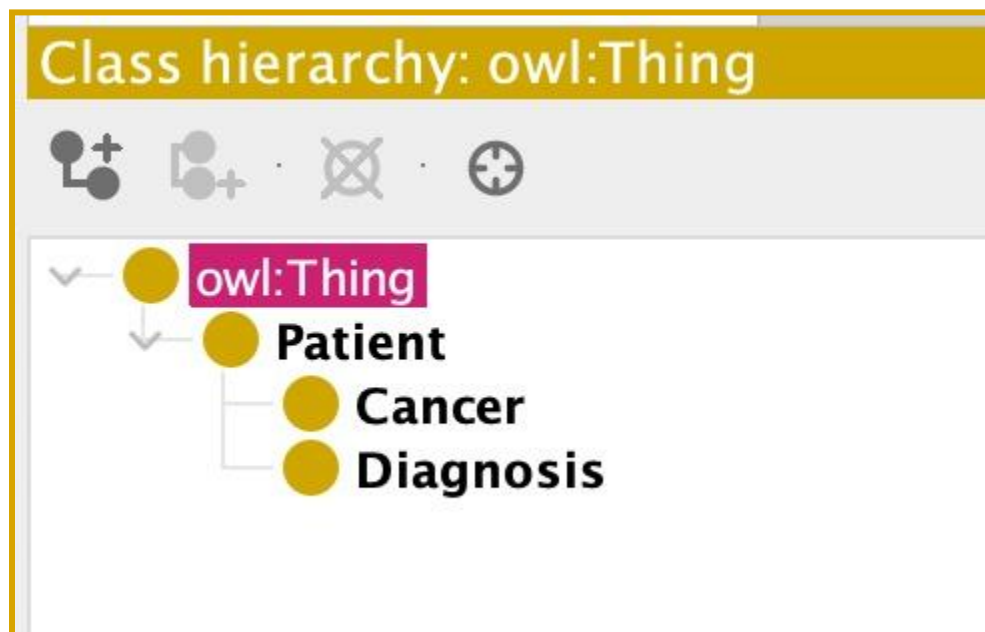 Class hierarchy: owl:Thing
owl:Thing
Patient
Cancer
Diagnosis